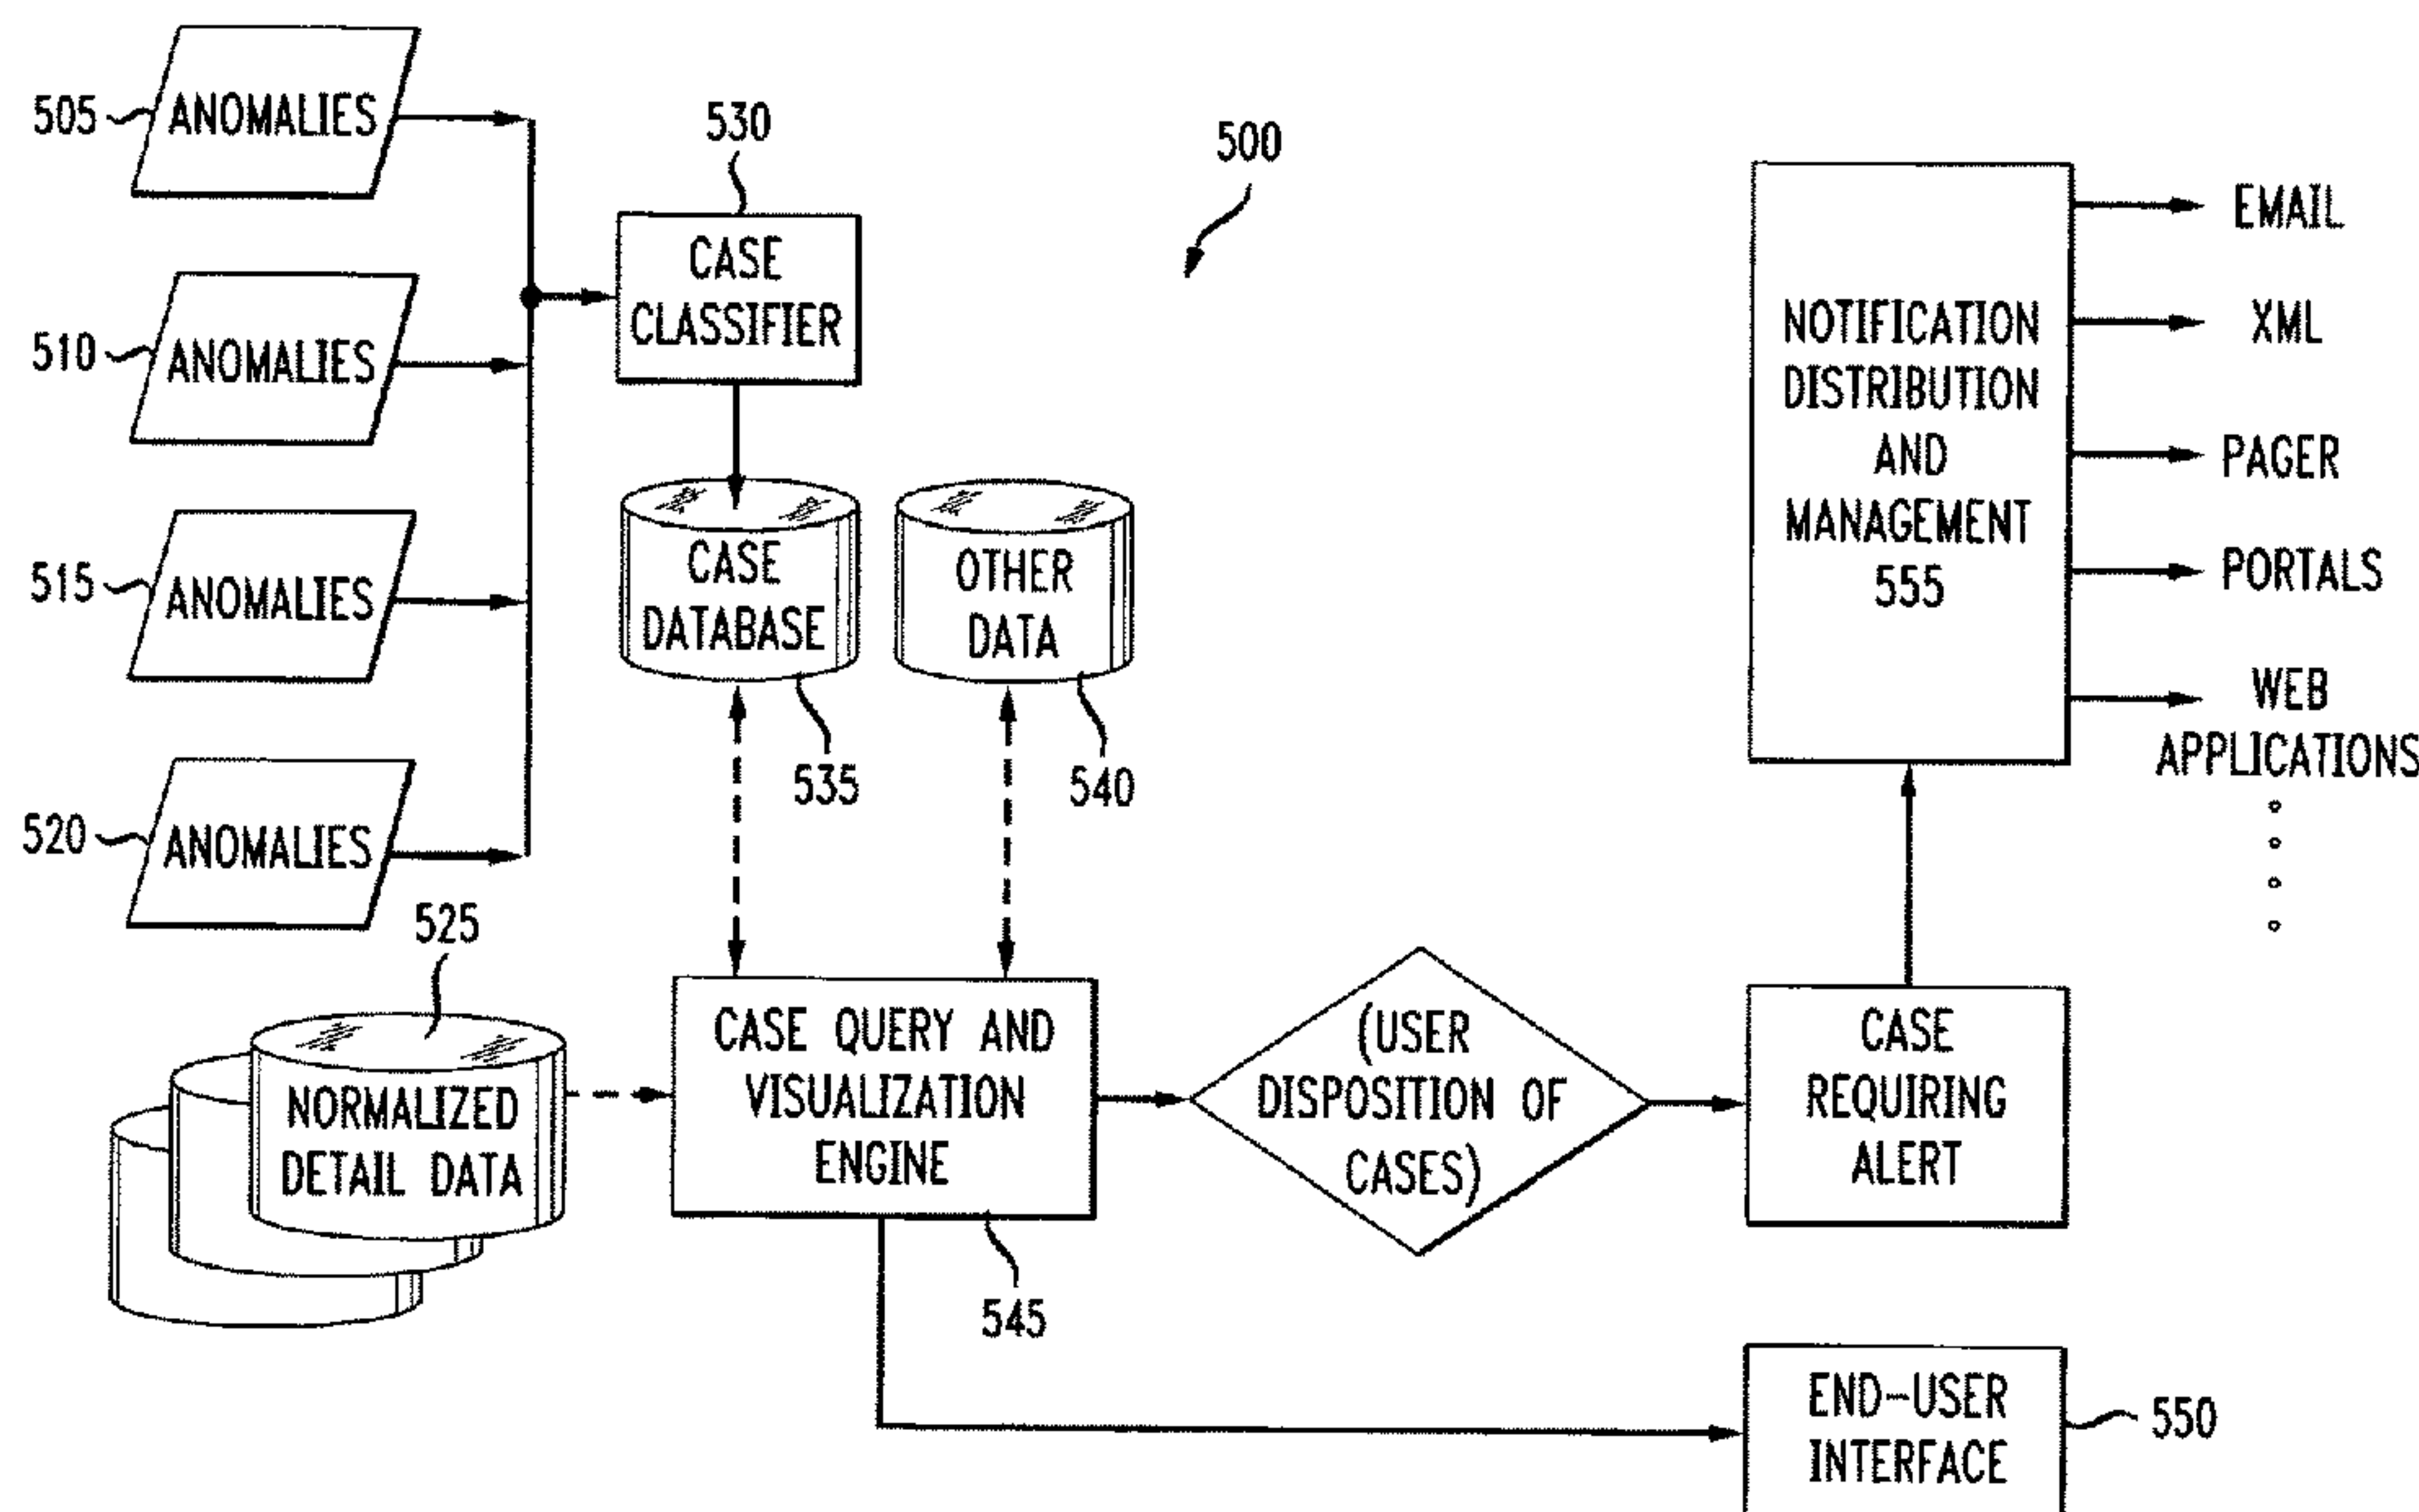 505
ANOMALIES
510
ANOMALIES
515
ANOMALIES
520
ANOMALIES
525
NORMALIZED
DETAIL DATA
530
CASE
CLASSIFIER
500
CASE
DATABASE
535
OTHER
DATA
540
CASE QUERY AND
VISUALIZATION
ENGINE
545
(USER
DISPOSITION OF
CASES)
CASE
REQUIRING
ALERT
NOTIFICATION
DISTRIBUTION
AND
MANAGEMENT
555
EMAIL
XML
PAGER
PORTALS
WEB
APPLICATIONS
END-USER
INTERFACE
550